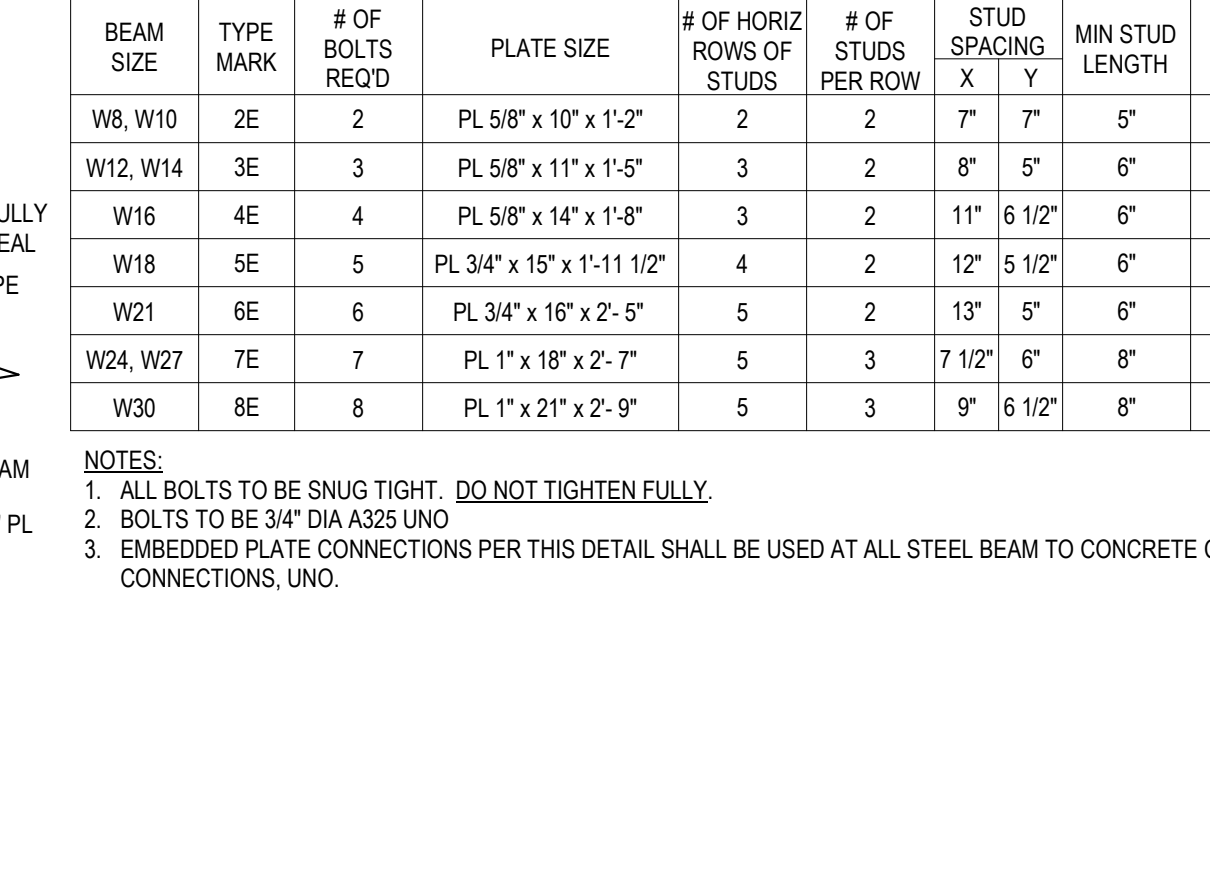 BEAM SIZE TYPE MARK # OF BOLTS REQ'D PLATE SIZE # OF HORIZ ROWS OF STUDS # OF STUDS PER ROW STUD SPACING X Y MIN STUD LENGTH
W8, W10 2E 2 PL 5/8" x 10" x 1'-2" 2 2 7" 7" 5"
W12, W14 3E 3 PL 5/8" x 11" x 1'-5" 3 2 8" 5" 6"
W16 4E 4 PL 5/8" x 14" x 1'-8" 3 2 11" 6 1/2" 6"
W18 5E 5 PL 3/4" x 15" x 1'-11 1/2" 4 2 12" 5 1/2" 6"
W21 6E 6 PL 3/4" x 16" x 2'- 5" 5 2 13" 5" 6"
W24, W27 7E 7 PL 1" x 18" x 2'- 7" 5 3 7 1/2" 6" 8"
W30 8E 8 PL 1" x 21" x 2'- 9" 5 3 9" 6 1/2" 8"
NOTES:
1. ALL BOLTS TO BE SNUG TIGHT. DO NOT TIGHTEN FULLY.
2. BOLTS TO BE 3/4" DIA A325 UNO
3. EMBEDDED PLATE CONNECTIONS PER THIS DETAIL SHALL BE USED AT ALL STEEL BEAM TO CONCRETE
CONNECTIONS, UNO.
PL